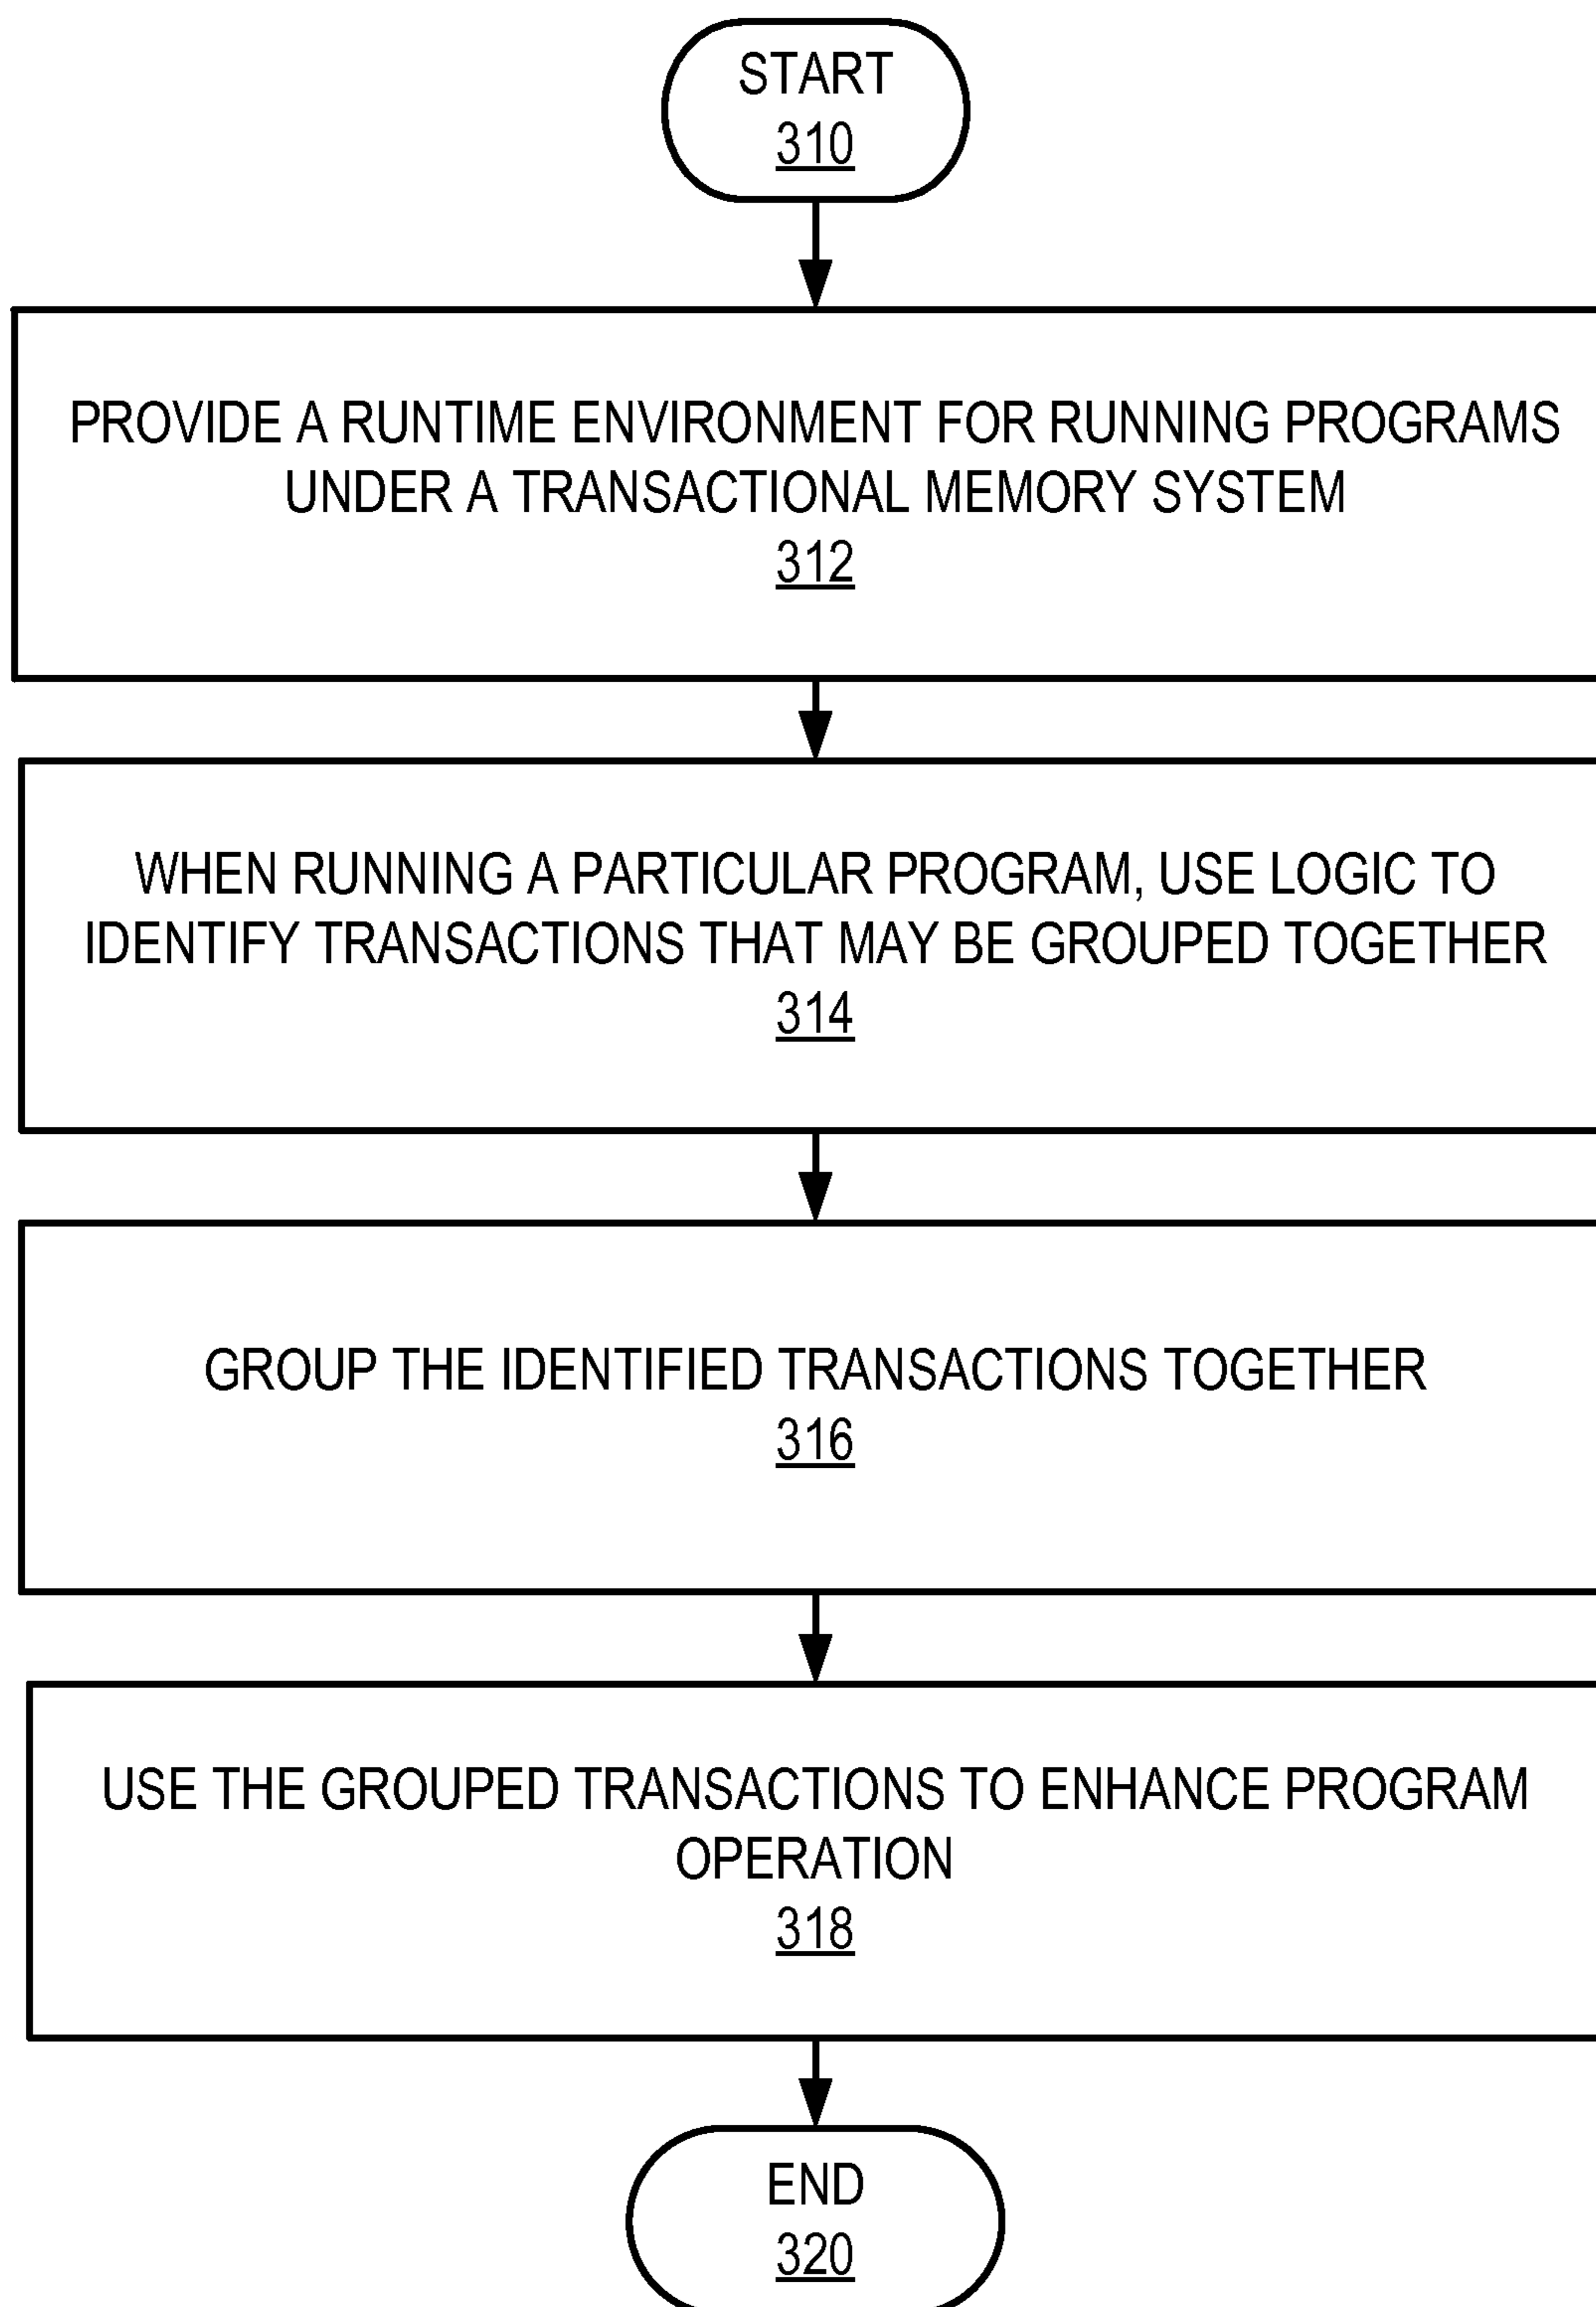 START
310
PROVIDE A RUNTIME ENVIRONMENT FOR RUNNING PROGRAMS
UNDER A TRANSACTIONAL MEMORY SYSTEM
312
WHEN RUNNING A PARTICULAR PROGRAM, USE LOGIC TO
IDENTIFY TRANSACTIONS THAT MAY BE GROUPED TOGETHER
314
GROUP THE IDENTIFIED TRANSACTIONS TOGETHER
316
USE THE GROUPED TRANSACTIONS TO ENHANCE PROGRAM
OPERATION
318
END
320